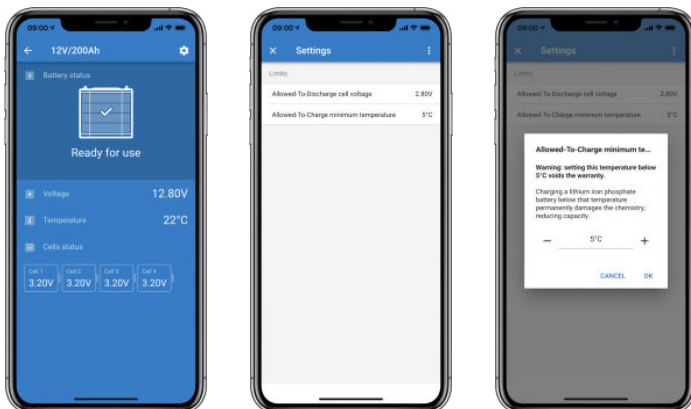 09:00
12V/200Ah
Battery status
Ready for use
Voltage 12.80V
Temperature 22°C
Cells status
Cell 1 Cell 2 Cell 3 Cell 4
3.20V 3.20V 3.20V 3.20V
09:00
Settings
Limits
Allowed-To-Discharge cell voltage 2.80V
Allowed-To-Charge minimum temperature 5°C
09:00
Settings
Limits
Allowed-To-Discharge cell voltage 2.80V
Allowed-To-Charge minimum temperature 5°C
Allowed-To-Charge minimum te...
Warning: setting this temperature below
5°C voids the warranty.
Charging a lithium iron phosphate
battery below that temperature
permanently damages the chemistry,
reducing capacity.
5°C
CANCEL OK